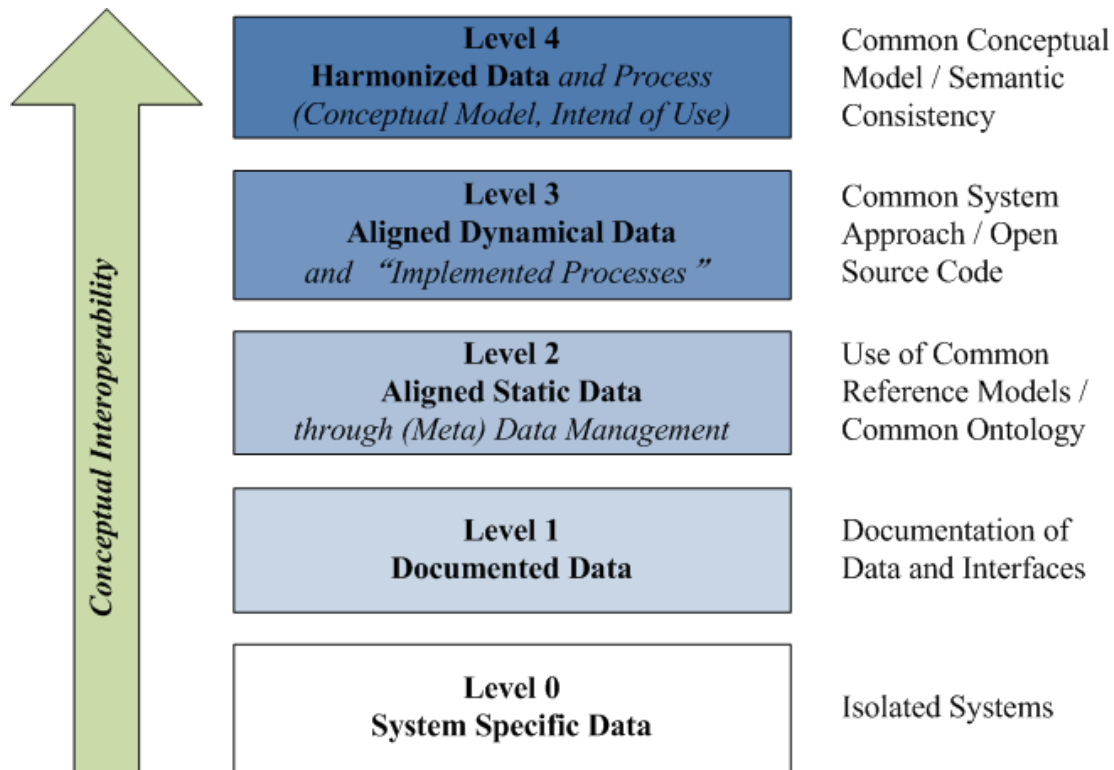 Conceptual Interoperability
Level 4
Harmonized Data and Process
(Conceptual Model, Intend of Use)
Common Conceptual
Model / Semantic
Consistency
Level 3
Aligned Dynamical Data
and “Implemented Processes ”
Common System
Approach / Open
Source Code
Level 2
Aligned Static Data
through (Meta) Data Management
Use of Common
Reference Models /
Common Ontology
Level 1
Documented Data
Documentation of
Data and Interfaces
Level 0
System Specific Data
Isolated Systems